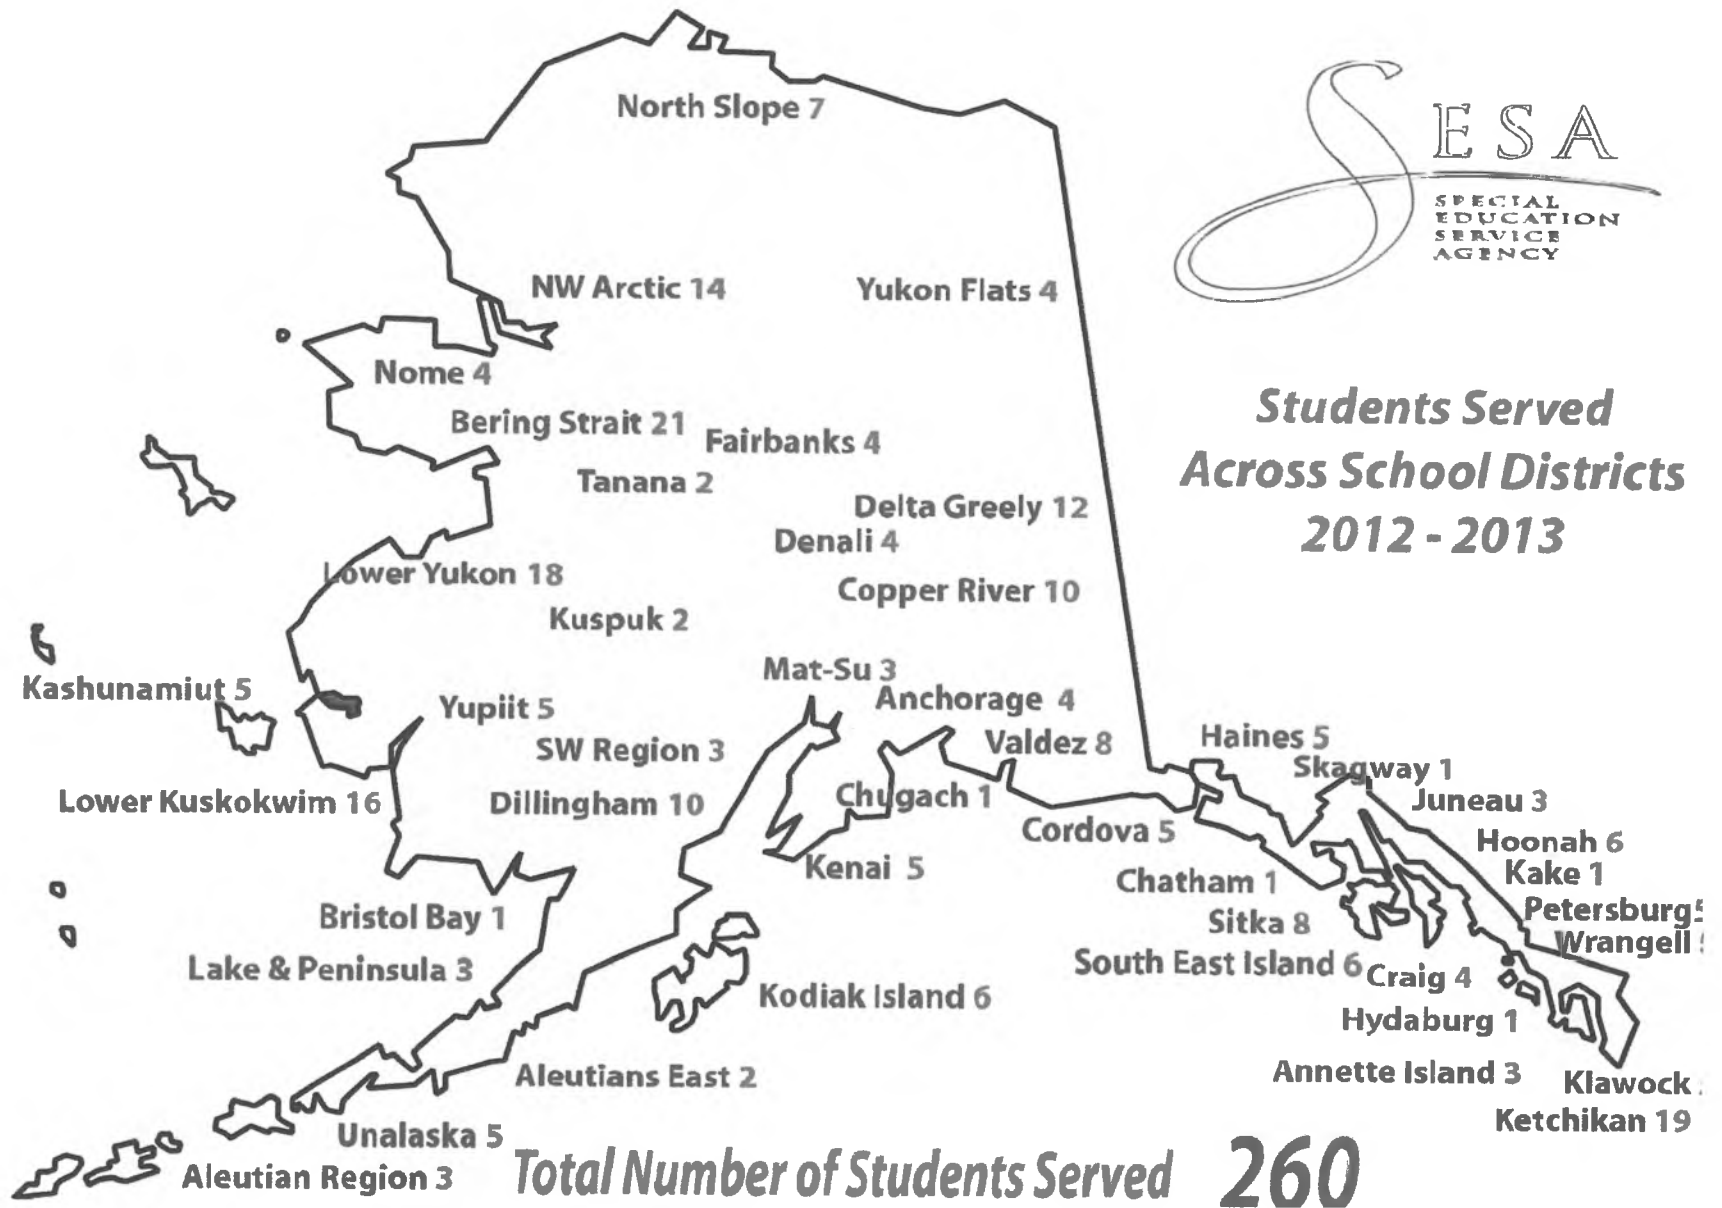 North Slope 7
SESA
SPECIAL
EDUCATION
SERVICE
AGENCY
NW Arctic 14
Yukon Flats 4
Nome 4
Bering Strait 21
Fairbanks 4
Tanana 2
Students Served
Across School Districts
2012 - 2013
Delta Greely 12
Denali 4
Lower Yukon 18
Copper River 10
Kuspuk 2
Mat-Su 3
Kashunamiut 5
Yupiit 5
Anchorage 4
SW Region 3
Valdez 8
Haines 5
Skagway 1
Lower Kuskokwim 16
Dillingham 10
Chugach 1
Juneau 3
Cordova 5
Hoonah 6
Kenai 5
Kake 1
Chatham 1
Bristol Bay 1
Sitka 8
Petersburg
Wrangell
Lake & Peninsula 3
South East Island 6
Craig 4
Kodiak Island 6
Hydaburg 1
Aleutians East 2
Annette Island 3
Klawock
Ketchikan 19
Unalaska 5
Aleutian Region 3
Total Number of Students Served 260